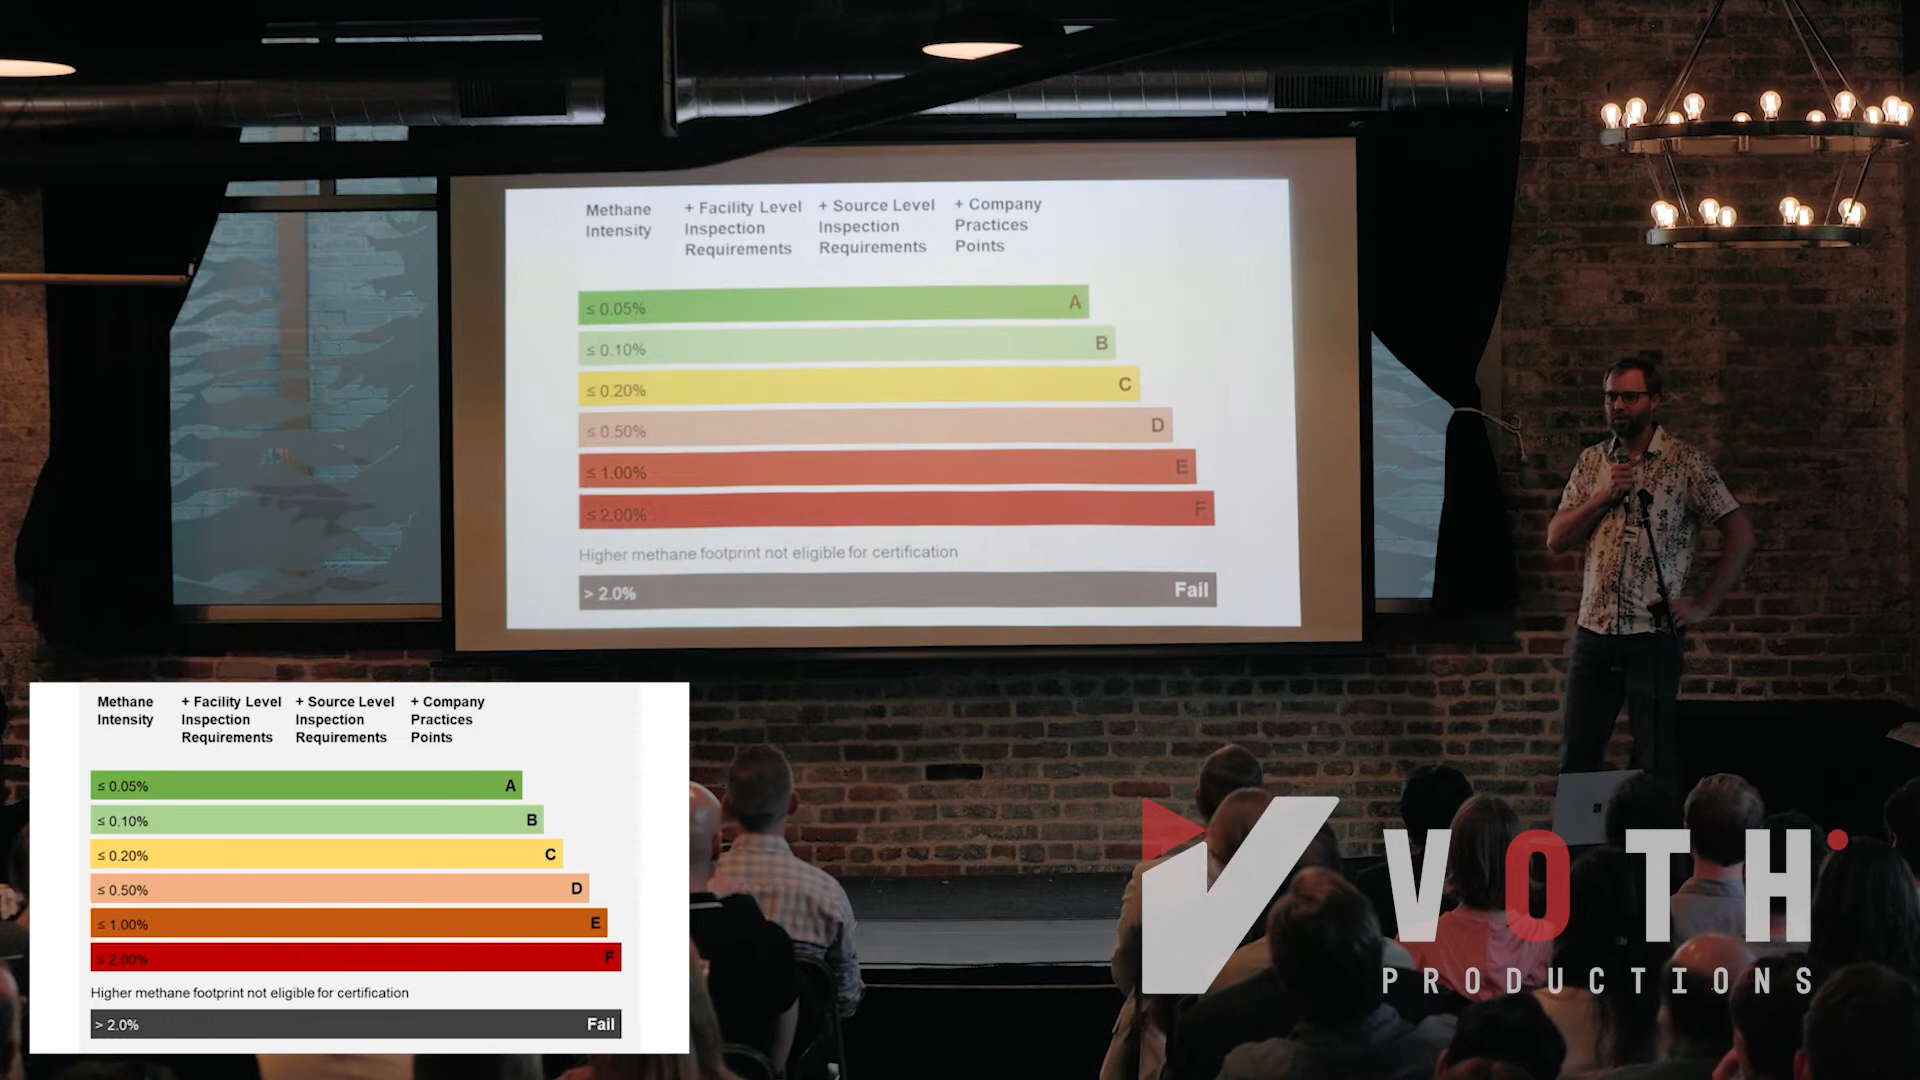 Methane + Facility Level + Source Level + Company
Intensity Inspection Inspection Practices
Requirements Requirements Points
≤ 0.05% A
≤ 0.10% B
≤ 0.20% C
≤ 0.50% D
≤ 1.00% E
≤ 2.00% F
Higher methane footprint not eligible for certification
> 2.0% Fail
Methane + Facility Level + Source Level + Company
Intensity Inspection Inspection Practices
Requirements Requirements Points
≤ 0.05% A
≤ 0.10% B
≤ 0.20% C
≤ 0.50% D
≤ 1.00% E
≤ 2.00% F
Higher methane footprint not eligible for certification
> 2.0% Fail
VOTH
PRODUCTIONS